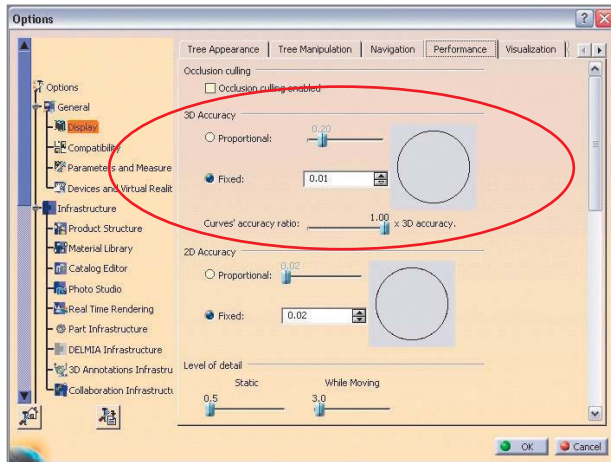 Options
Tree Appearance
Tree Manipulation
Navigation
Performance
Visualization
Options
General
Display
Compatibility
Parameters and Measure
Devices and Virtual Realit
Infrastructure
Product Structure
Material Library
Catalog Editor
Photo Studio
Real Time Rendering
Part Infrastructure
DELMIA Infrastructure
3D Annotations Infrastru
Collaboration Infrastructu
Occlusion culling
Occlusion culling enabled
3D Accuracy
Proportional:
0.20
Fixed:
0.01
Curves' accuracy ratio:
1.00
x 3D accuracy.
2D Accuracy
Proportional:
0.02
Fixed:
0.02
Level of detail
Static
While Moving
0.5
3.0
OK
Cancel